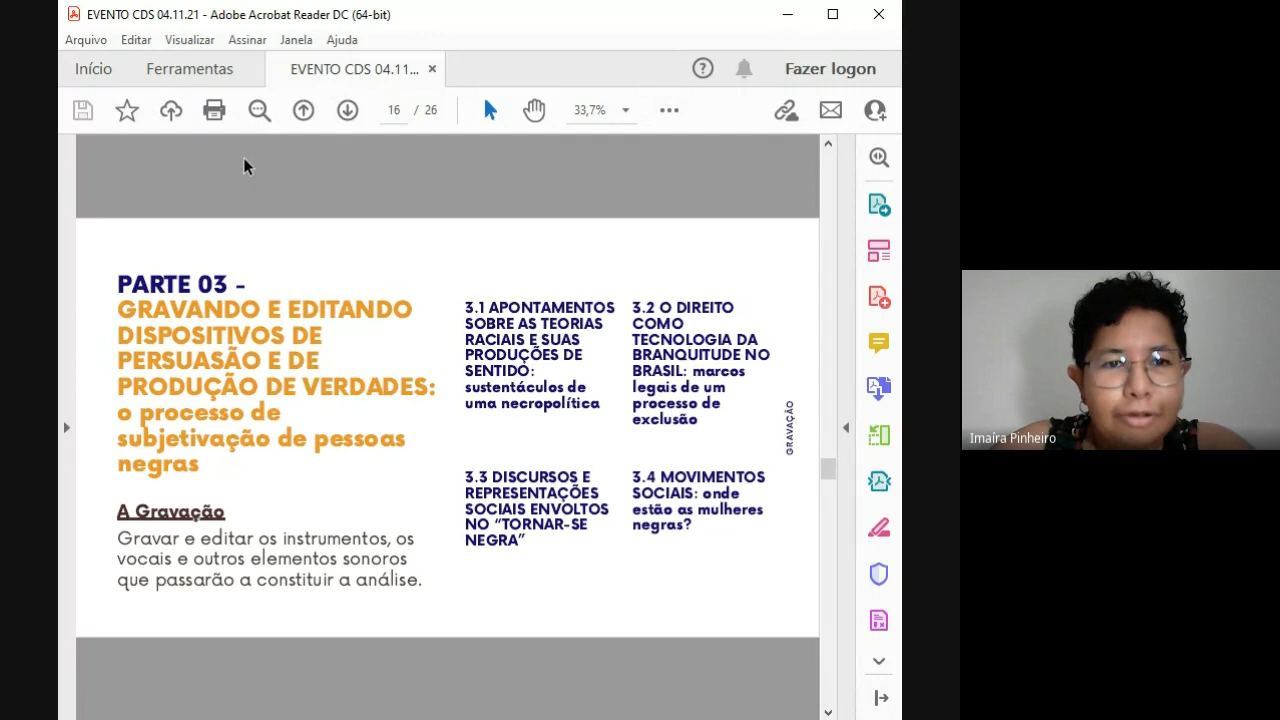 EVENTO CDS 04.11.21 - Adobe Acrobat Reader DC (64-bit)
Arquivo Editar Visualizar Assinar Janela Ajuda
Início Ferramentas EVENTO CDS 04.11... × Fazer logon
16 / 26 33,7%
PARTE 03 -
GRAVANDO E EDITANDO
DISPOSITIVOS DE
PERSUASÃO E DE
PRODUÇÃO DE VERDADES:
o processo de
subjetivação de pessoas
negras
A Gravação
Gravar e editar os instrumentos, os
vocais e outros elementos sonoros
que passarão a constituir a análise.
3.1 APONTAMENTOS
SOBRE AS TEORIAS
RACIAIS E SUAS
PRODUÇÕES DE
SENTIDO:
sustentáculos de
uma necropolítica
3.2 O DIREITO
COMO
TECNOLOGIA DA
BRANQUITUDE NO
BRASIL: marcos
legais de um
processo de
exclusão
3.3 DISCURSOS E
REPRESENTAÇÕES
SOCIAIS ENVOLTOS
NO “TORNAR-SE
NEGRA”
3.4 MOVIMENTOS
SOCIAIS: onde
estão as mulheres
negras?
GRAVAÇÃO
Imaíra Pinheiro